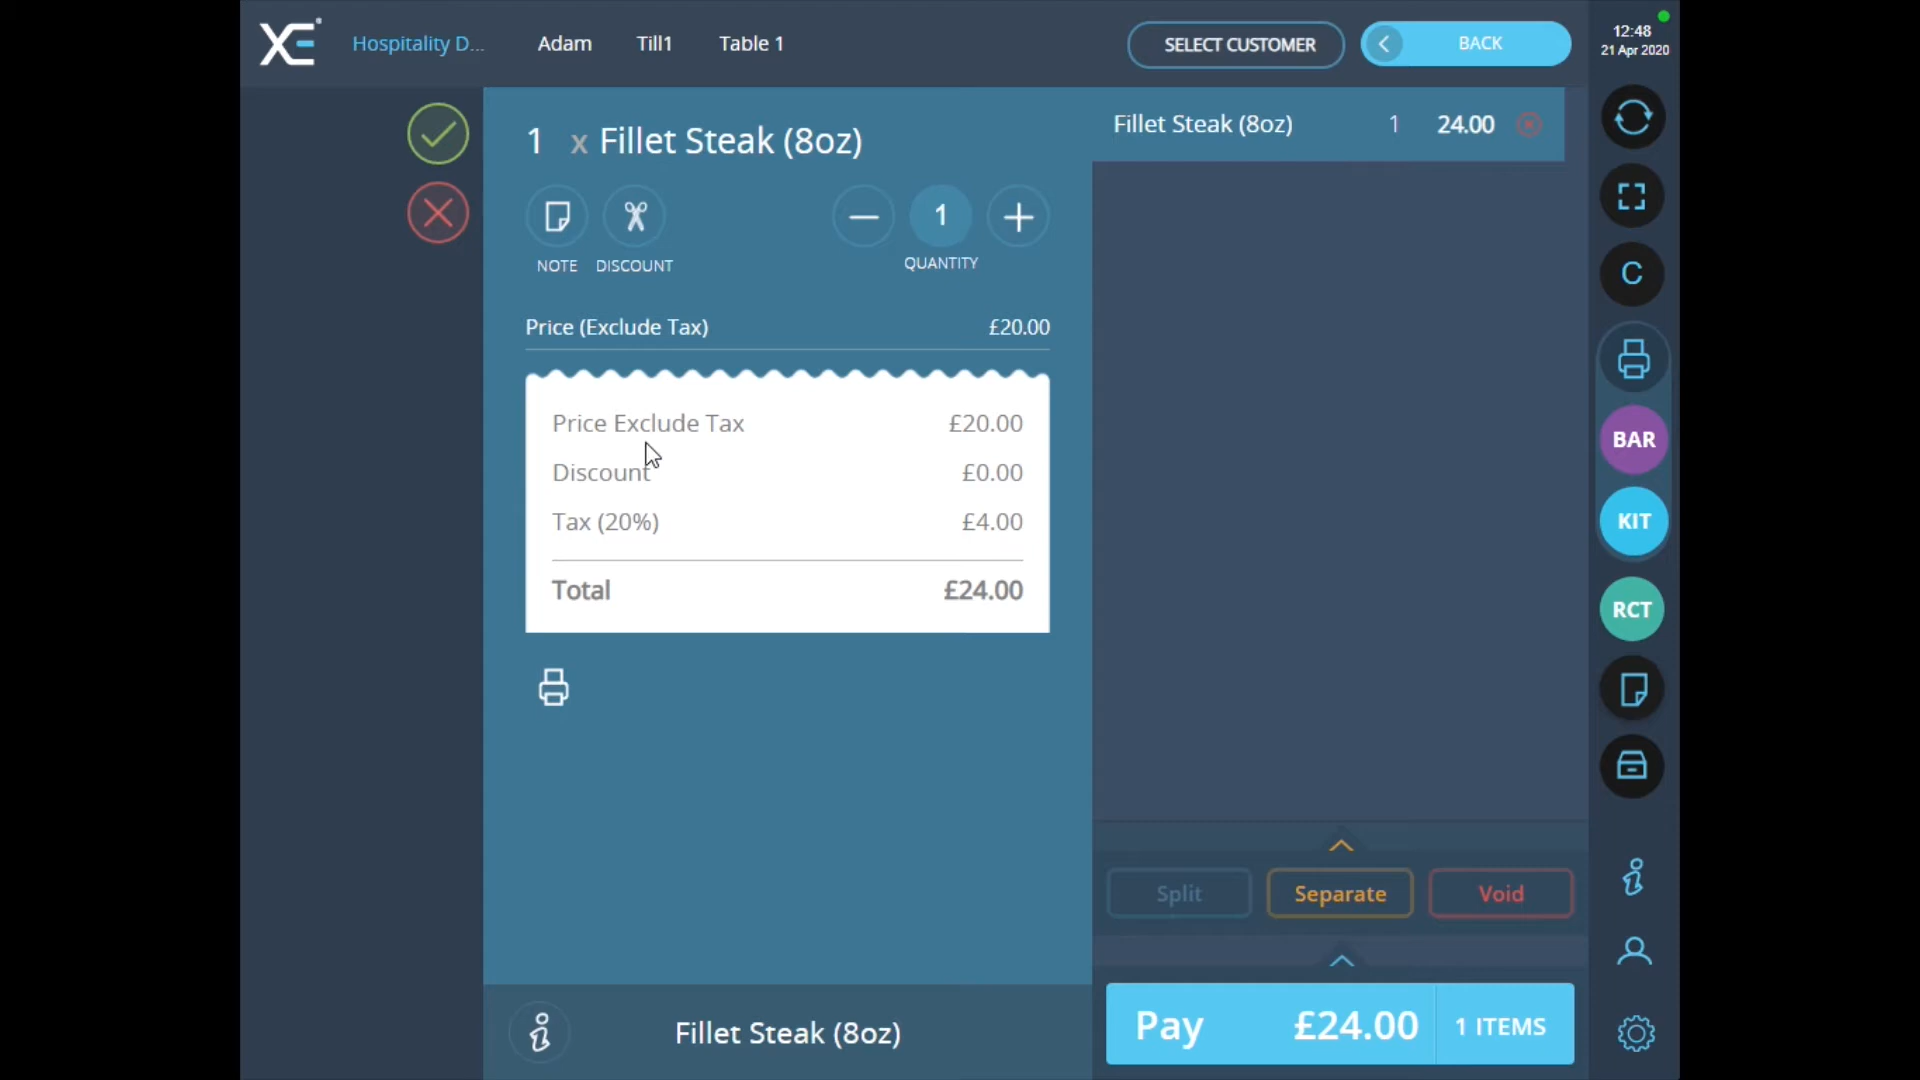 XE Hospitality D... Adam Till1 Table 1 SELECT CUSTOMER BACK 12:48
21 Apr 2020
1 x Fillet Steak (8oz)
Fillet Steak (8oz) 1 24.00
1
NOTE DISCOUNT QUANTITY
C
Price (Exclude Tax) £20.00
Price Exclude Tax £20.00
Discount £0.00
Tax (20%) £4.00
Total £24.00
BAR
KIT
RCT
Split Separate Void
Fillet Steak (8oz)
Pay £24.00 1 ITEMS